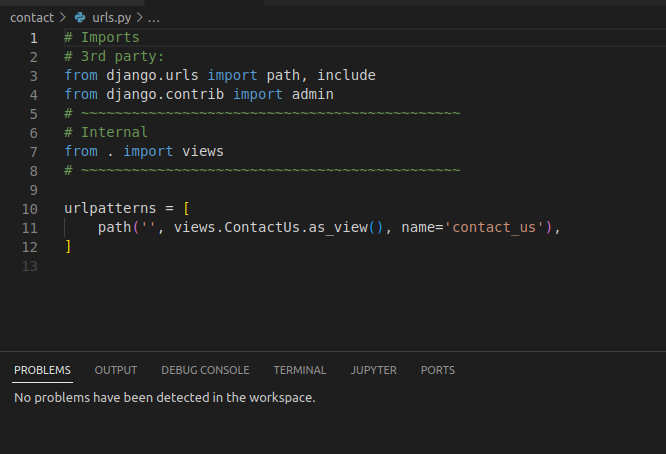 contact > urls.py > ...
1 # Imports
2 # 3rd party:
3 from django.urls import path, include
4 from django.contrib import admin
5 # ~~~~~~~~~~~~~~~~~~~~~~~~~~~~~~~~~~~~~~~~~~~~~
6 # Internal
7 from . import views
8 # ~~~~~~~~~~~~~~~~~~~~~~~~~~~~~~~~~~~~~~~~~~~~~
9
10 urlpatterns = [
11     path('', views.ContactUs.as_view(), name='contact_us'),
12 ]
13
PROBLEMS OUTPUT DEBUG CONSOLE TERMINAL JUPYTER PORTS
No problems have been detected in the workspace.